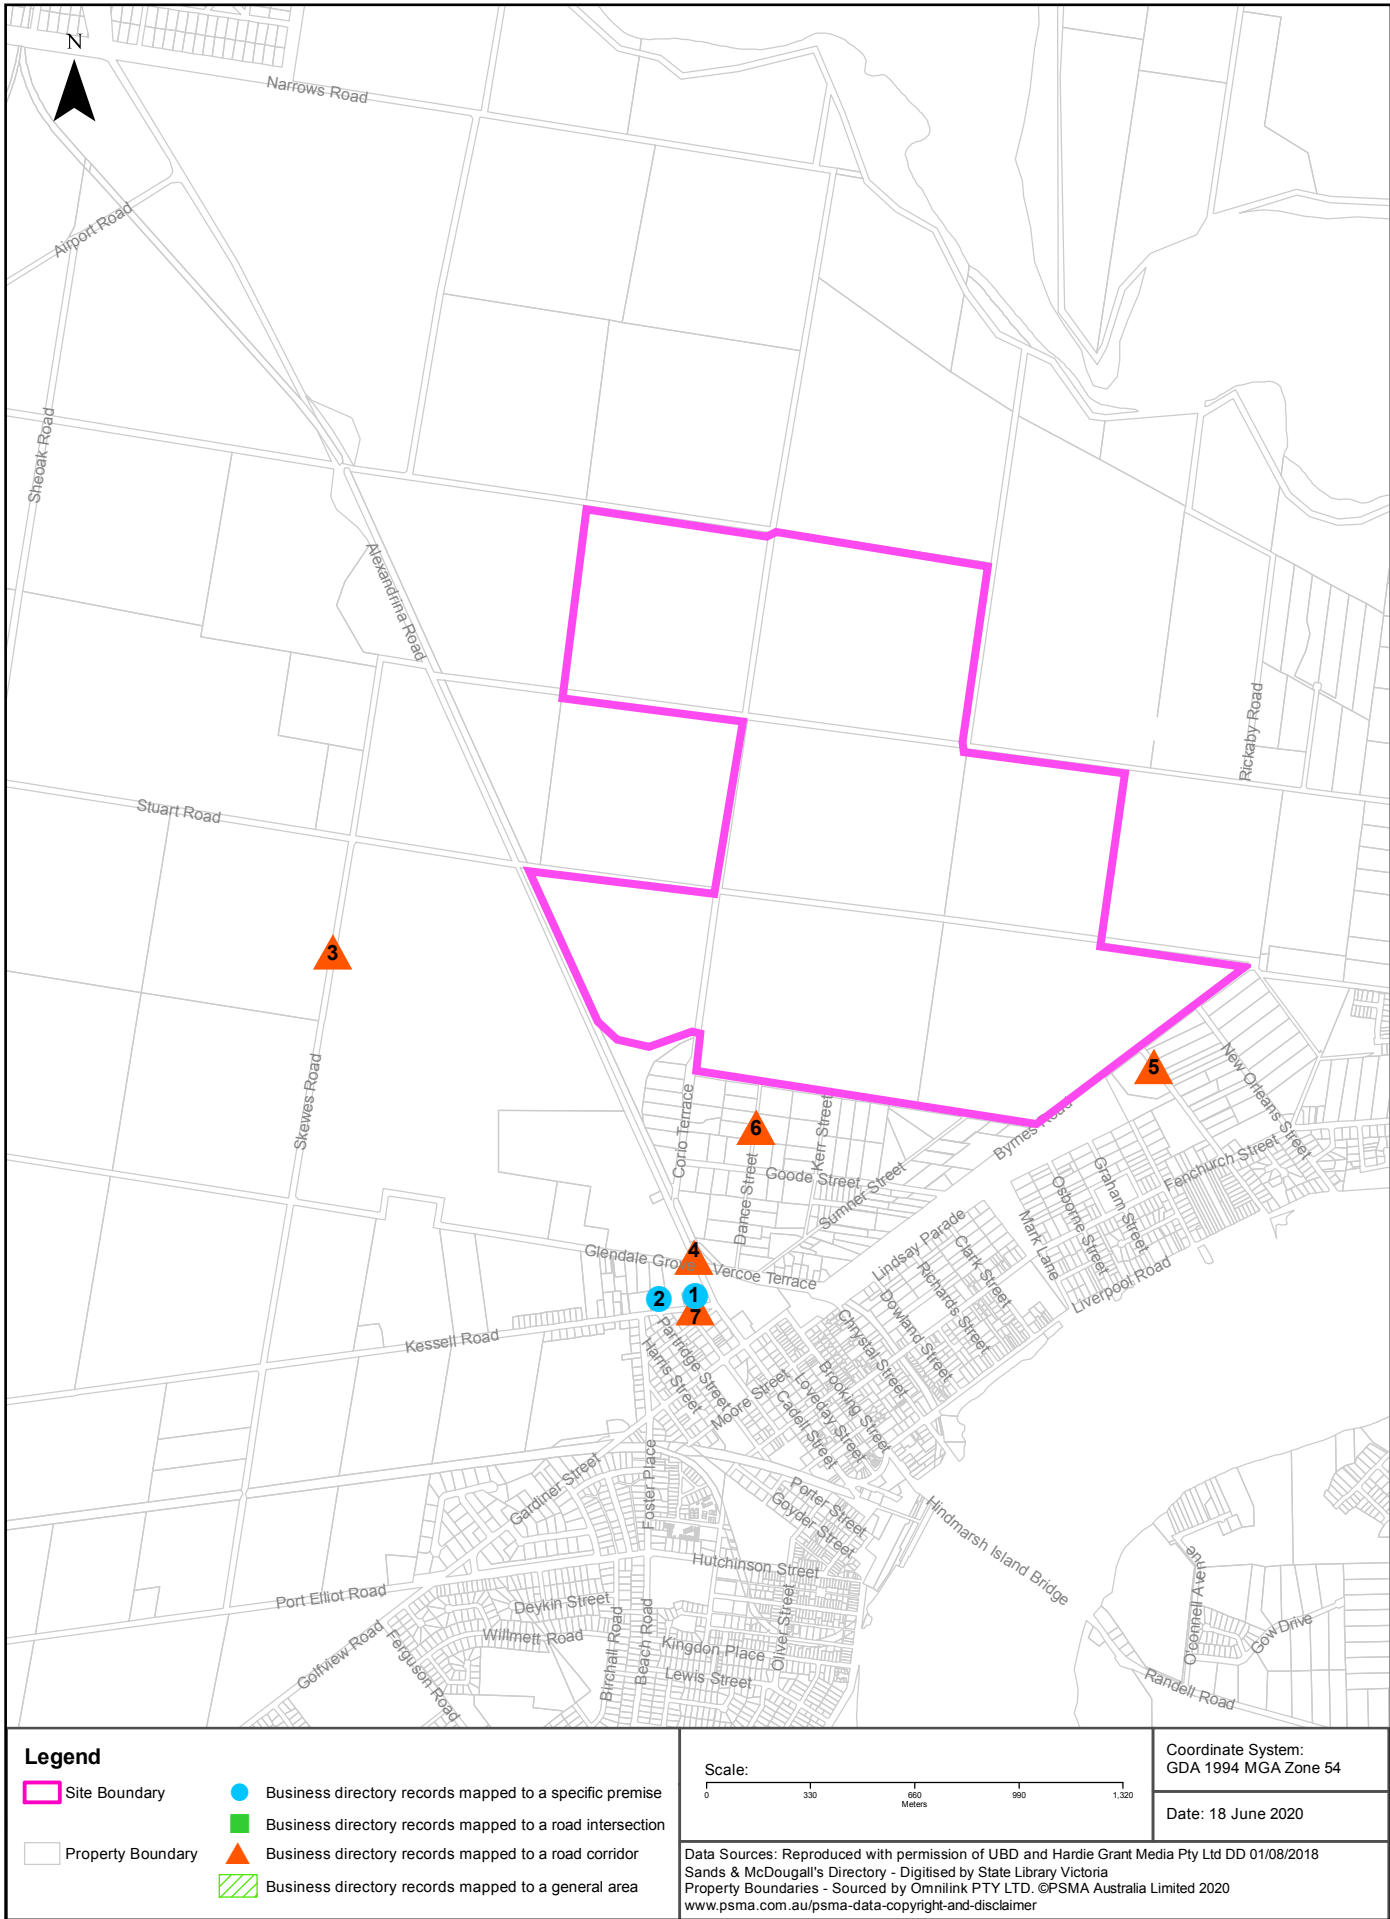 N
Narrows Road
Airport Road
Sheoak Road
Alexandrina Road
Rickaby Road
Stuart Road
3
Skewes Road
5
New Orleans Street
6
Corio Terrace
Kerr Street
Byrnes Road
Goode Street
Dance Street
Sumner Street
Fenchurch Street
Graham Street
Osborne Street
Mark Lane
Lindsay Parade
Clark Street
Liverpool Road
4
Glendale Grove
Vercoe Terrace
Richards Street
2
1
7
Dowland Street
Chrystal Street
Kessell Road
Partridge Street
Harris Street
Moore Street
Brooking Street
Loveday Street
Cadell Street
Gardiner Street
Foster Place
Porter Street
Goyder Street
Hindmarsh Island Bridge
Hutchinson Street
Port Elliot Road
Deykin Street
Willmett Road
Birchall Road
Beach Road
Oliver Street
Kingdon Place
Lewis Street
Golfview Road
Ferguson Road
O'connell Avenue
Gow Drive
Randell Road
Legend
Site Boundary
Business directory records mapped to a specific premise
Business directory records mapped to a road intersection
Property Boundary
Business directory records mapped to a road corridor
Business directory records mapped to a general area
Scale:
0 330 660 990 1,320
Meters
Coordinate System:
GDA 1994 MGA Zone 54
Date: 18 June 2020
Data Sources: Reproduced with permission of UBD and Hardie Grant Media Pty Ltd DD 01/08/2018
Sands & McDougall's Directory - Digitised by State Library Victoria
Property Boundaries - Sourced by Omnilink PTY LTD. ©PSMA Australia Limited 2020
www.psma.com.au/psma-data-copyright-and-disclaimer